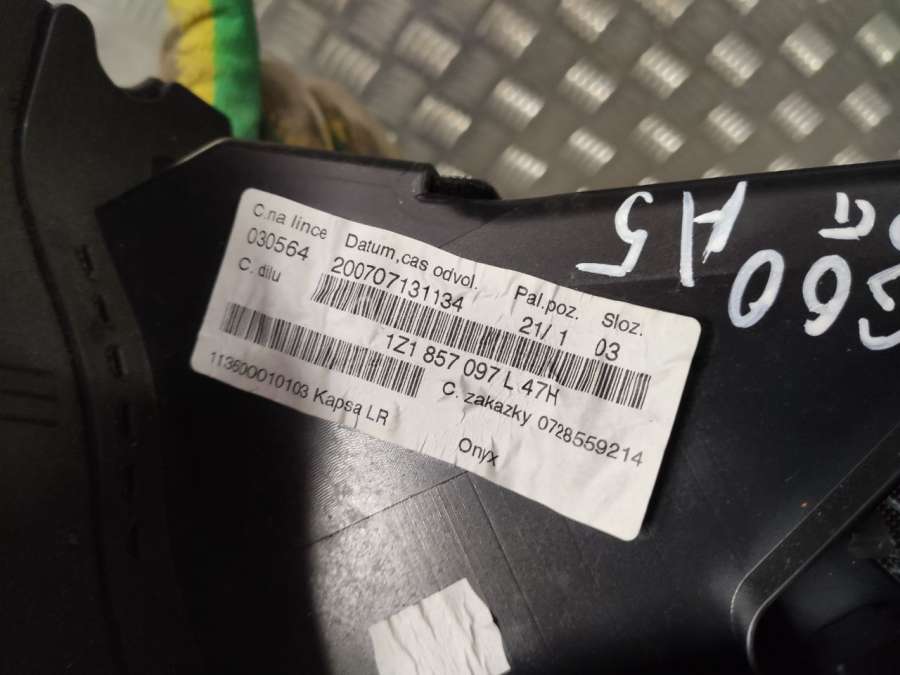 C.na lince Datum,cas odvol. Pal.poz. Sloz.
030564 200707131134 21/ 1 03
C. dilu 1Z1 857 097 L 47H
C. zakazky 0728559214
113600010103 Kapsa LR
Onyx
A5